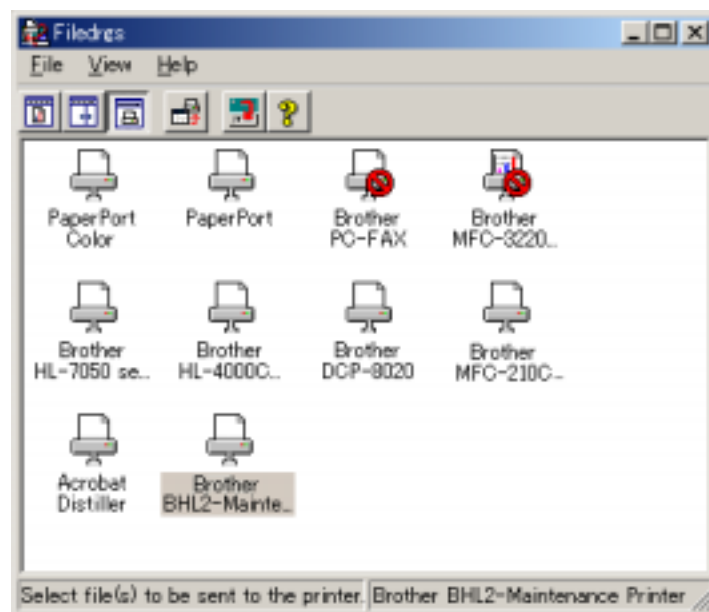 Filedrgs
File View Help
PaperPort Color
PaperPort
Brother PC-FAX
Brother MFC-3220...
Brother HL-7050 se...
Brother HL-4000C...
Brother DCP-8020
Brother MFC-210C...
Acrobat Distiller
Brother BHL2-Mainte...
Select file(s) to be sent to the printer. Brother BHL2-Maintenance Printer